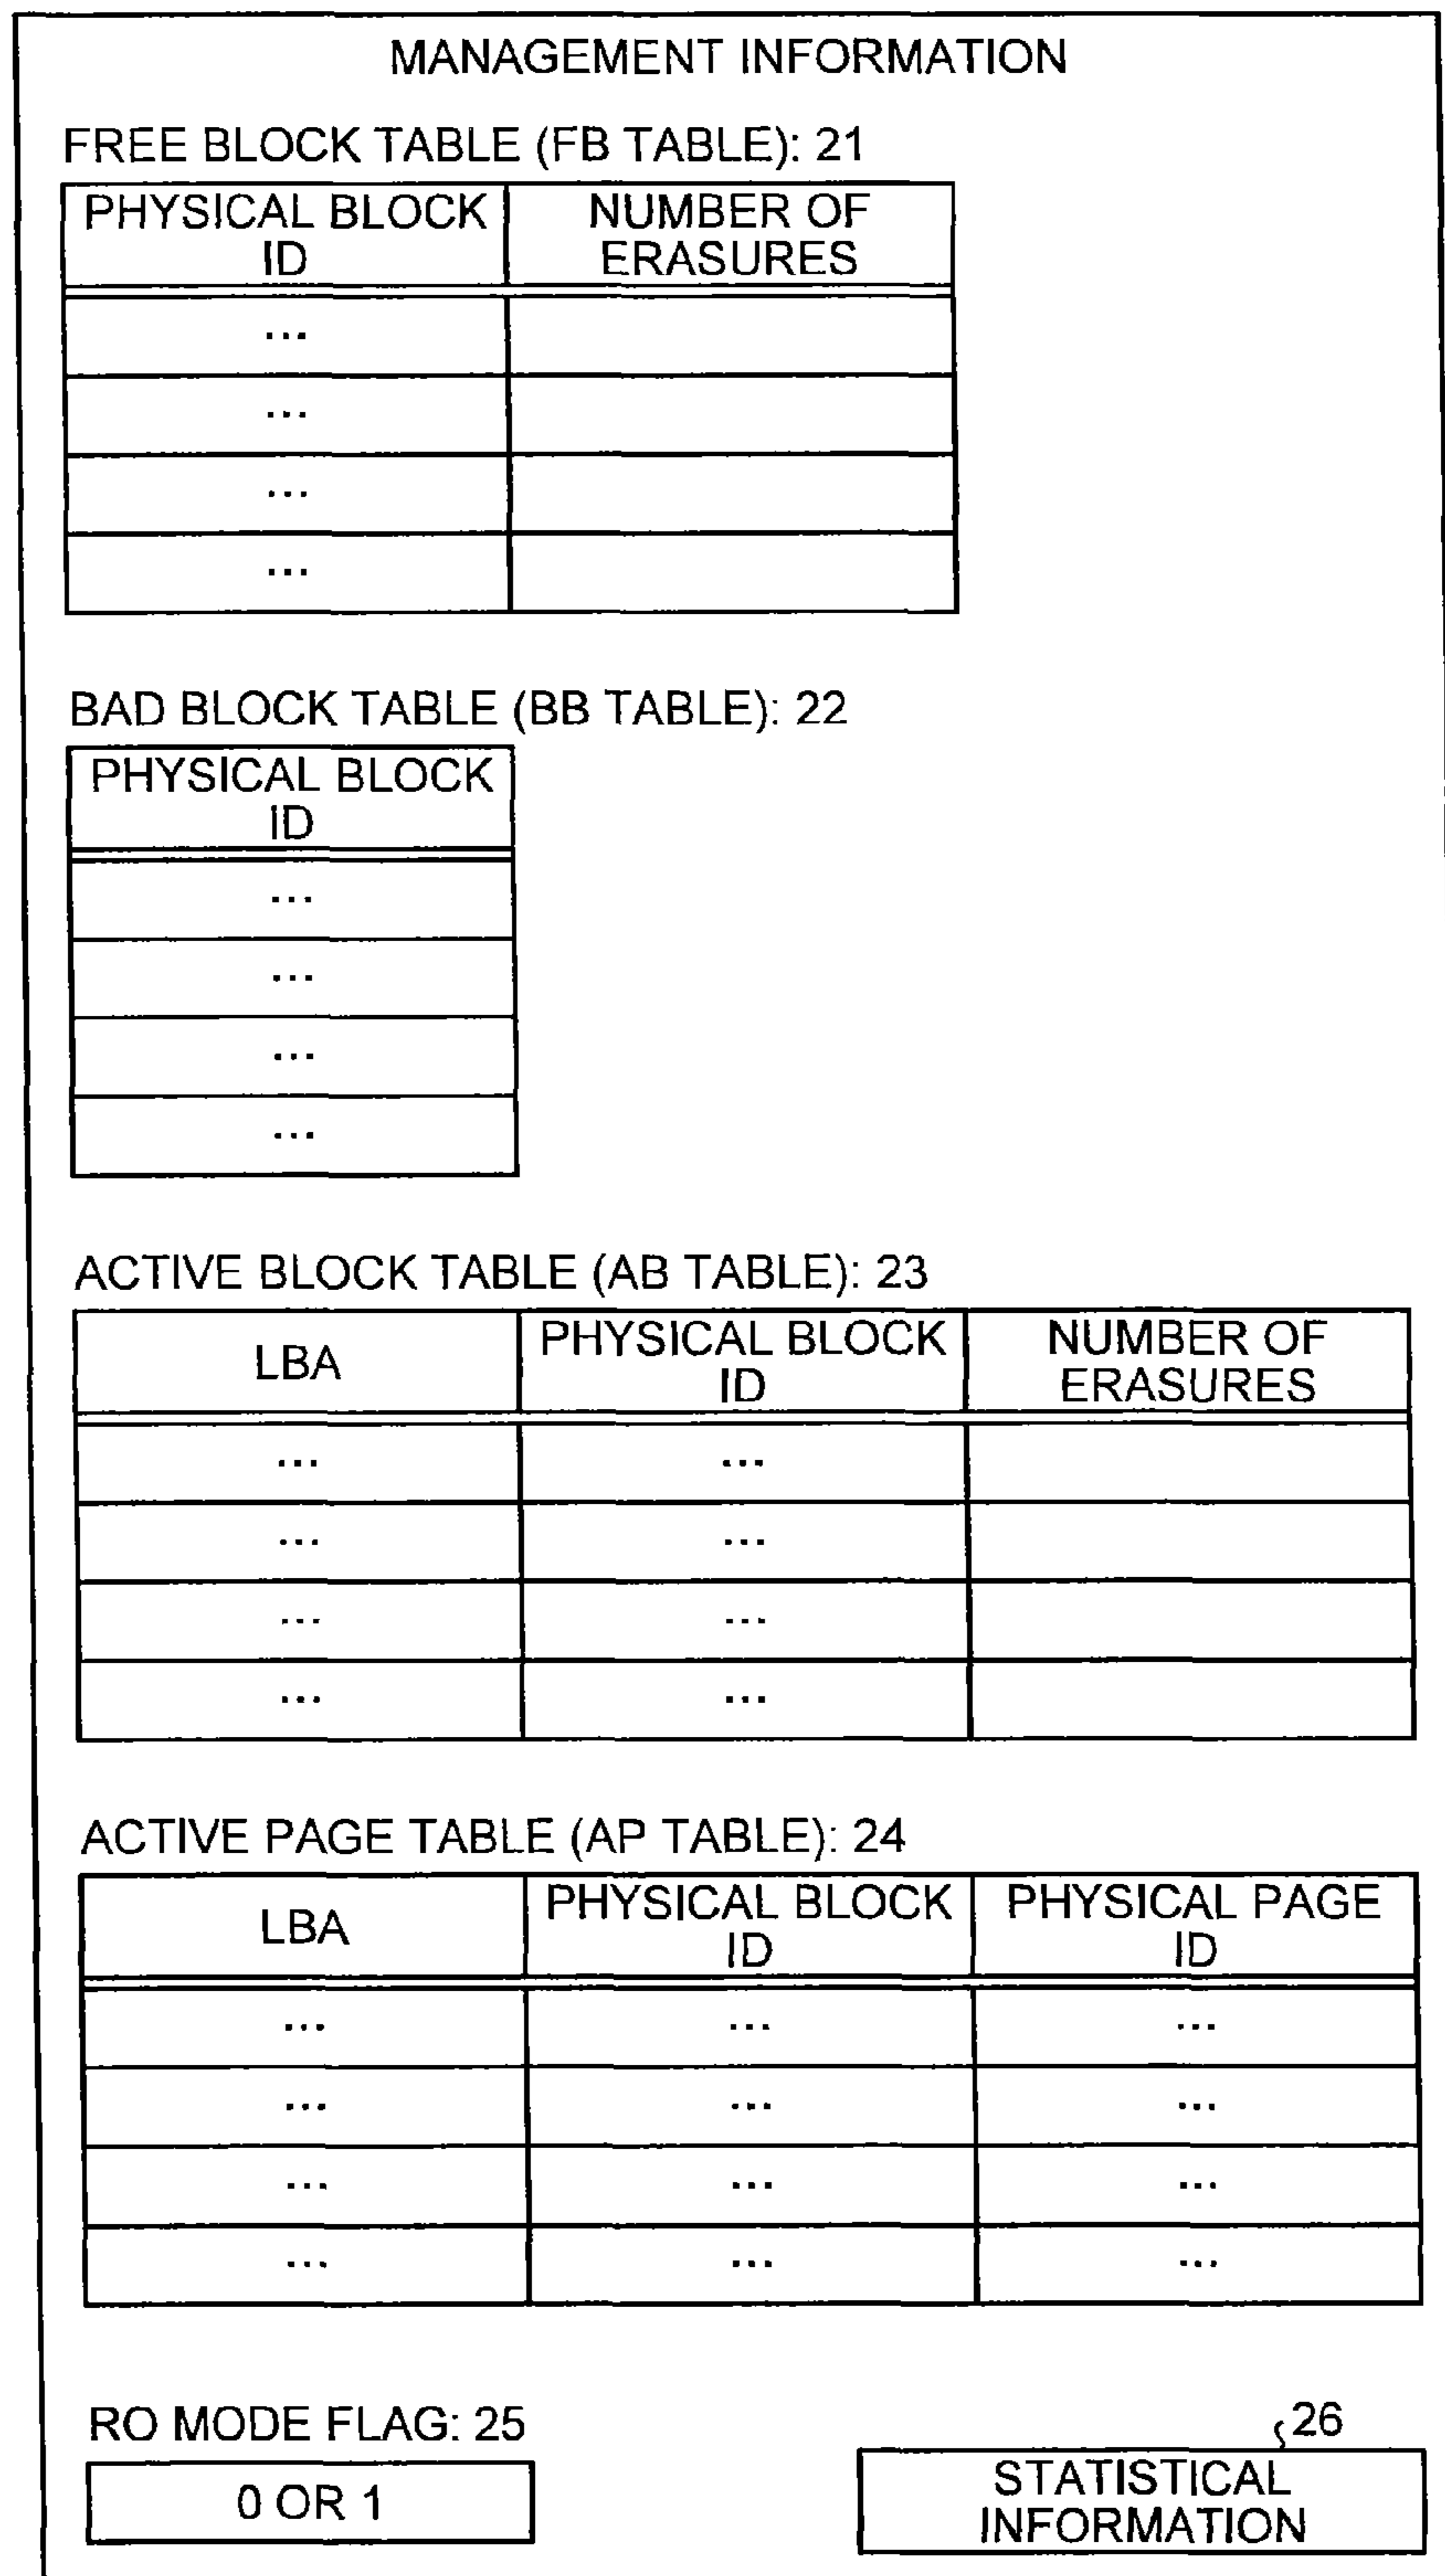 MANAGEMENT INFORMATION
FREE BLOCK TABLE (FB TABLE): 21
PHYSICAL BLOCK ID NUMBER OF ERASURES
...
...
...
...
BAD BLOCK TABLE (BB TABLE): 22
PHYSICAL BLOCK ID
...
...
...
...
ACTIVE BLOCK TABLE (AB TABLE): 23
LBA PHYSICAL BLOCK ID NUMBER OF ERASURES
... ...
... ...
... ...
... ...
ACTIVE PAGE TABLE (AP TABLE): 24
LBA PHYSICAL BLOCK ID PHYSICAL PAGE ID
... ... ...
... ... ...
... ... ...
... ... ...
RO MODE FLAG: 25
0 OR 1
26
STATISTICAL
INFORMATION